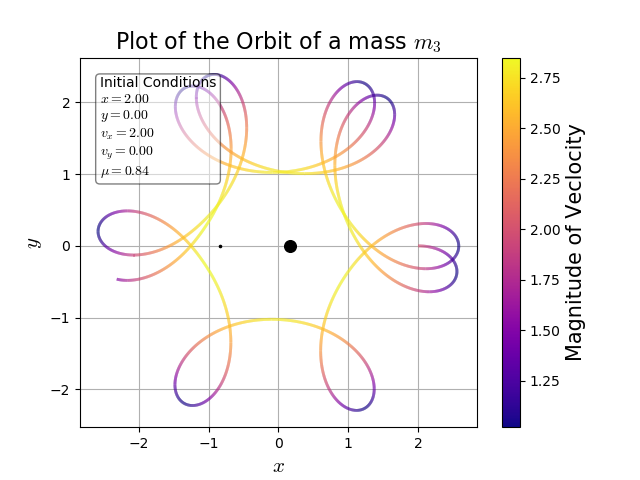 Plot of the Orbit of a mass m₃
Initial Conditions
x = 2.00
y = 0.00
vₓ = 2.00
v_y = 0.00
μ = 0.84
2
1
0
−1
−2
y
−2 −1 0 1 2
x
2.75
2.50
2.25
2.00
1.75
1.50
1.25
Magnitude of Veclocity